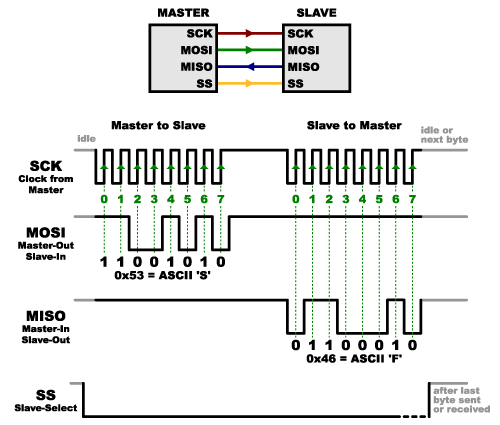 MASTER SLAVE
SCK SCK
MOSI MOSI
MISO MISO
SS SS
Master to Slave Slave to Master
idle
idle or
next byte
SCK
Clock from
Master
0 1 2 3 4 5 6 7 0 1 2 3 4 5 6 7
MOSI
Master-Out
Slave-In
1 1 0 0 1 0 1 0
0x53 = ASCII 'S'
MISO
Master-In
Slave-Out
0 1 1 0 0 0 1 0
0x46 = ASCII 'F'
SS
Slave-Select
after last
byte sent
or received